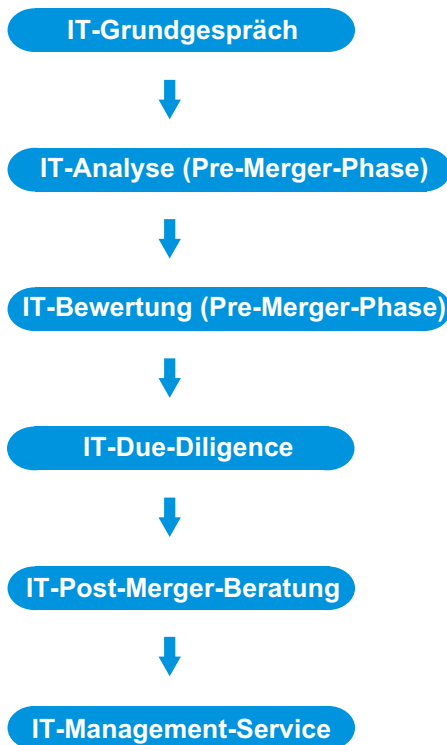 IT-Grundgespräch
IT-Analyse (Pre-Merger-Phase)
IT-Bewertung (Pre-Merger-Phase)
IT-Due-Diligence
IT-Post-Merger-Beratung
IT-Management-Service